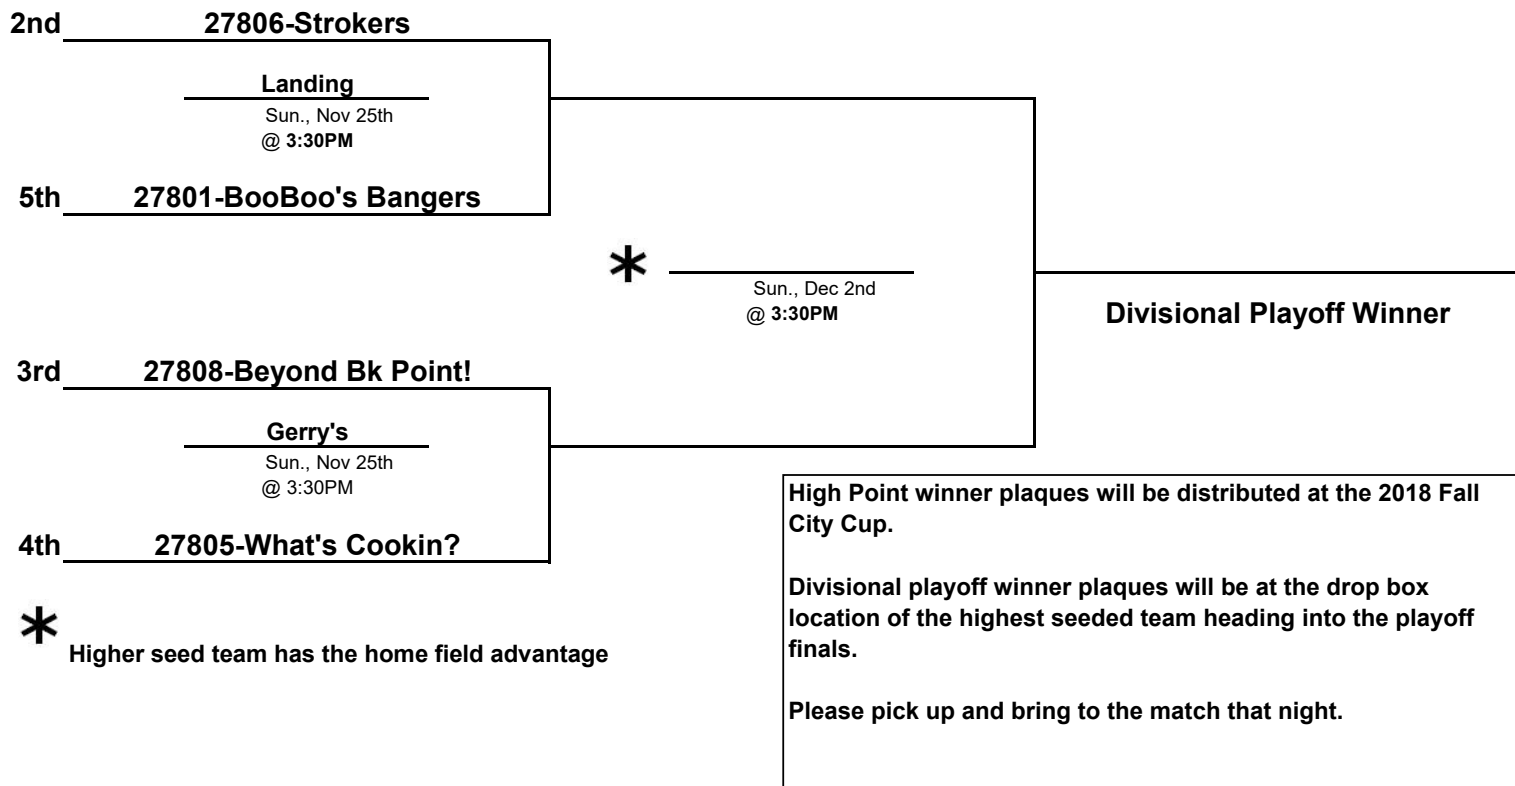 2nd 27806-Strokers
Landing
Sun., Nov 25th
@ 3:30PM
5th 27801-BooBoo's Bangers
*
Sun., Dec 2nd
@ 3:30PM
Divisional Playoff Winner
3rd 27808-Beyond Bk Point!
Gerry's
Sun., Nov 25th
@ 3:30PM
4th 27805-What's Cookin?
* Higher seed team has the home field advantage
High Point winner plaques will be distributed at the 2018 Fall
City Cup.
Divisional playoff winner plaques will be at the drop box
location of the highest seeded team heading into the playoff
finals.
Please pick up and bring to the match that night.